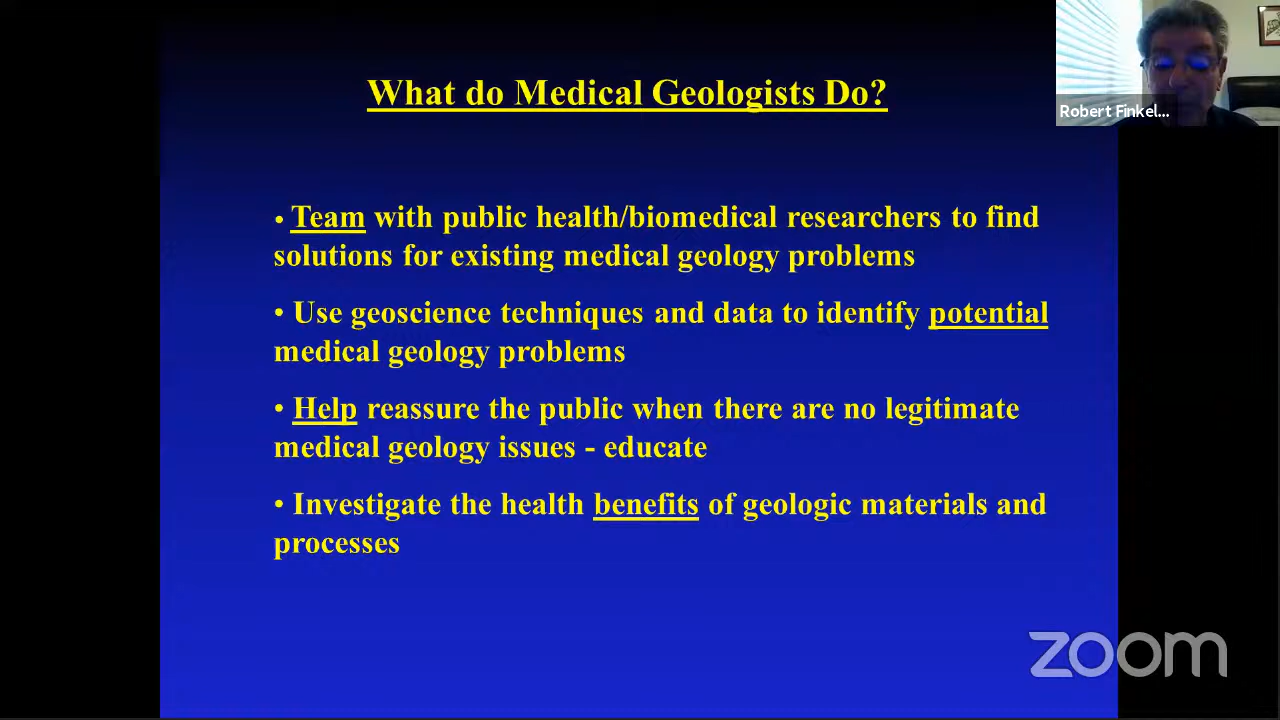 What do Medical Geologists Do?
Robert Finkel...
• Team with public health/biomedical researchers to find
solutions for existing medical geology problems
• Use geoscience techniques and data to identify potential
medical geology problems
• Help reassure the public when there are no legitimate
medical geology issues - educate
• Investigate the health benefits of geologic materials and
processes
zoom